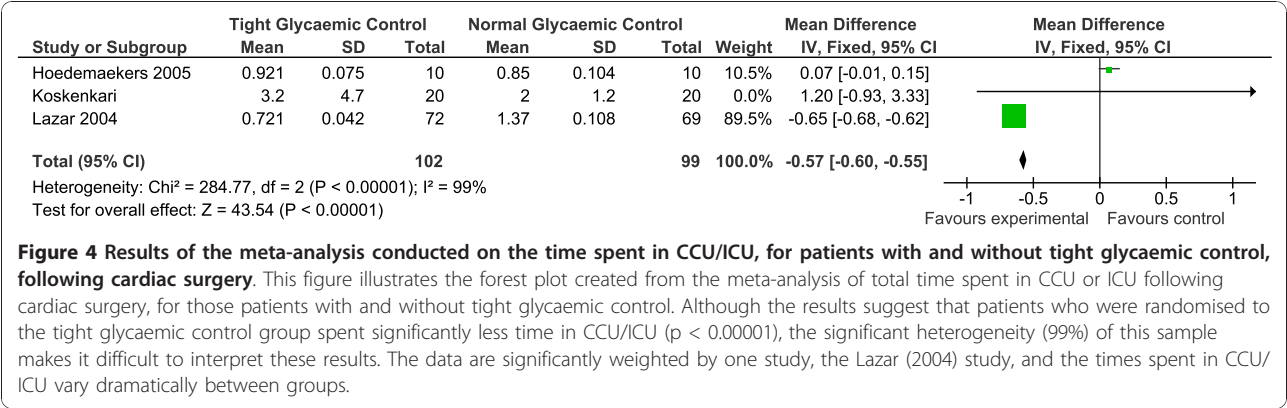 Tight Glycaemic Control Normal Glycaemic Control Mean Difference Mean Difference
Study or Subgroup Mean SD Total Mean SD Total Weight IV, Fixed, 95% CI IV, Fixed, 95% CI
Hoedemaekers 2005 0.921 0.075 10 0.85 0.104 10 10.5% 0.07 [-0.01, 0.15]
Koskenkari 3.2 4.7 20 2 1.2 20 0.0% 1.20 [-0.93, 3.33]
Lazar 2004 0.721 0.042 72 1.37 0.108 69 89.5% -0.65 [-0.68, -0.62]
Total (95% CI) 102 99 100.0% -0.57 [-0.60, -0.55]
Heterogeneity: Chi² = 284.77, df = 2 (P < 0.00001); I² = 99%
Test for overall effect: Z = 43.54 (P < 0.00001)
-1 -0.5 0 0.5 1
Favours experimental Favours control
Figure 4 Results of the meta-analysis conducted on the time spent in CCU/ICU, for patients with and without tight glycaemic control,
following cardiac surgery. This figure illustrates the forest plot created from the meta-analysis of total time spent in CCU or ICU following
cardiac surgery, for those patients with and without tight glycaemic control. Although the results suggest that patients who were randomised to
the tight glycaemic control group spent significantly less time in CCU/ICU (p < 0.00001), the significant heterogeneity (99%) of this sample
makes it difficult to interpret these results. The data are significantly weighted by one study, the Lazar (2004) study, and the times spent in CCU/
ICU vary dramatically between groups.